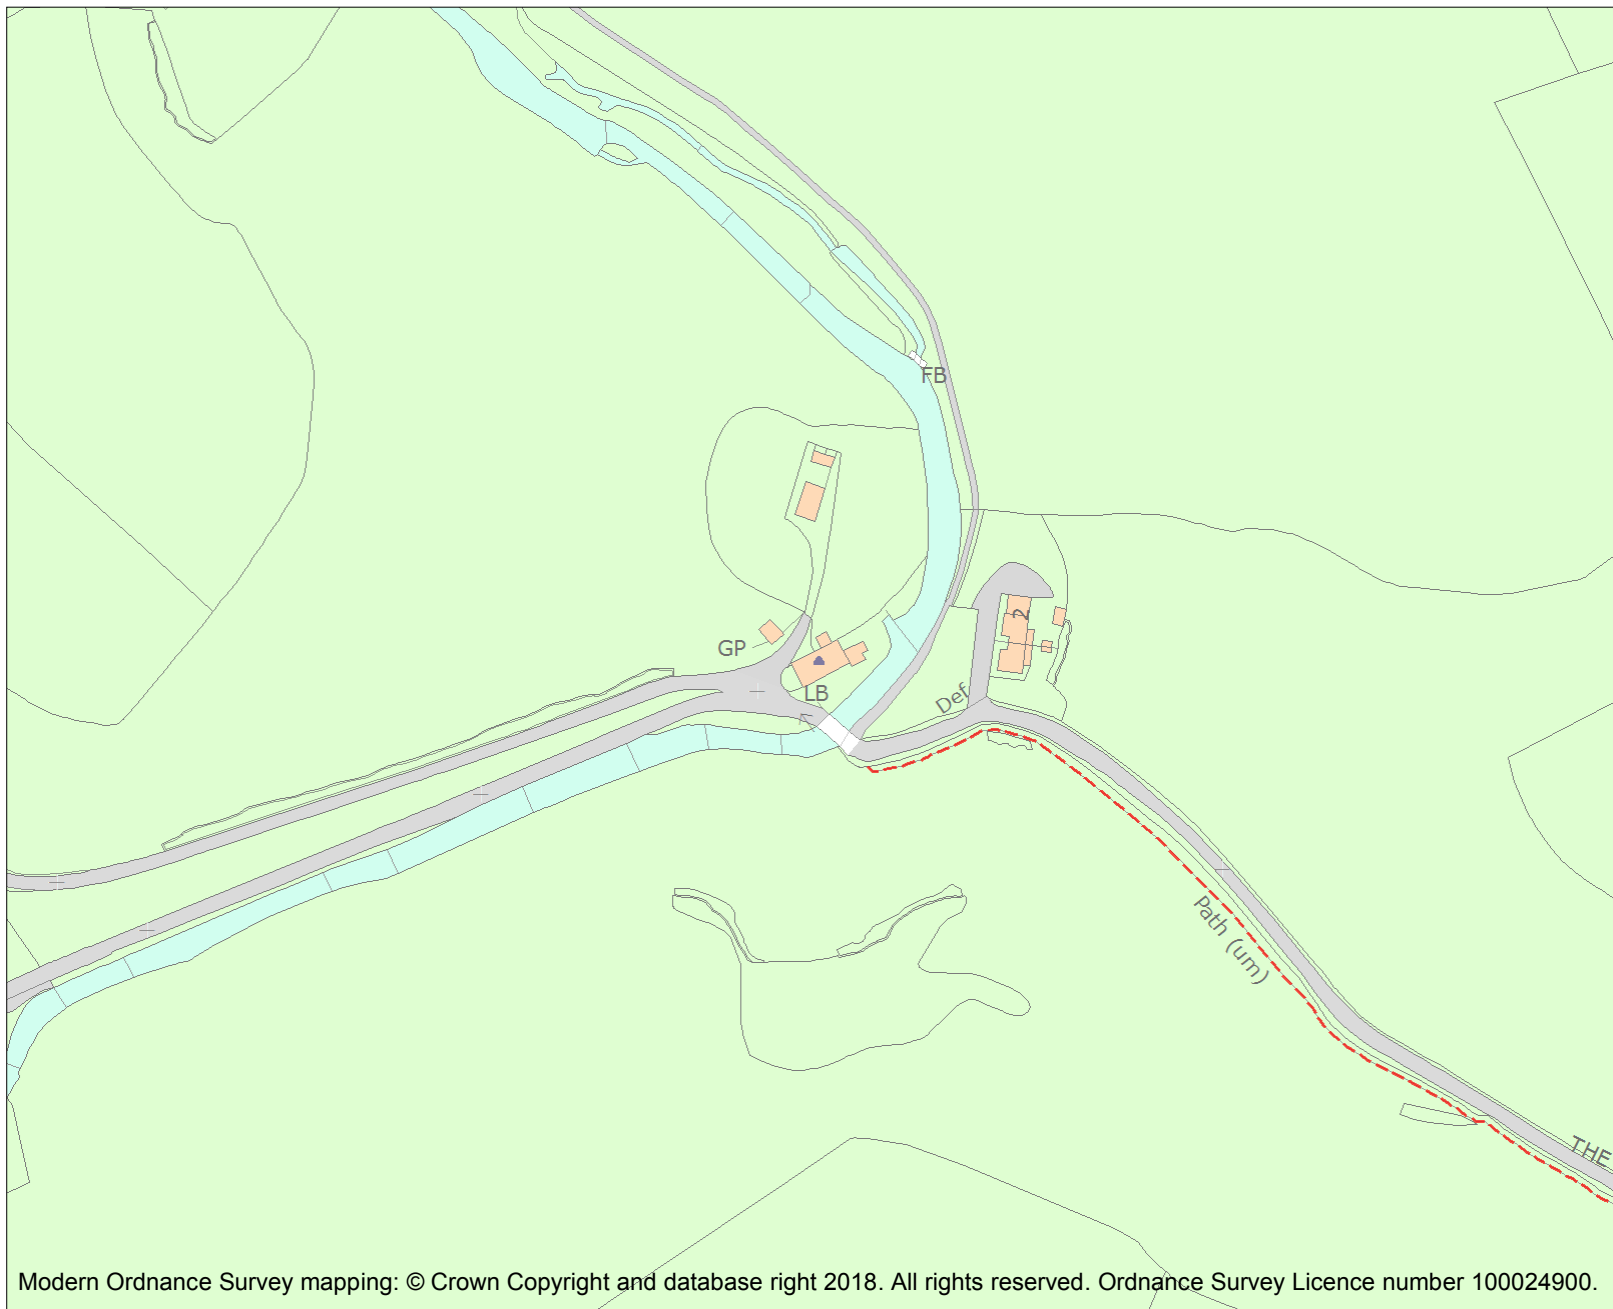 FB
2
GP
LB
Def
Path (um)
THE
Modern Ordnance Survey mapping: © Crown Copyright and database right 2018. All rights reserved. Ordnance Survey Licence number 100024900.